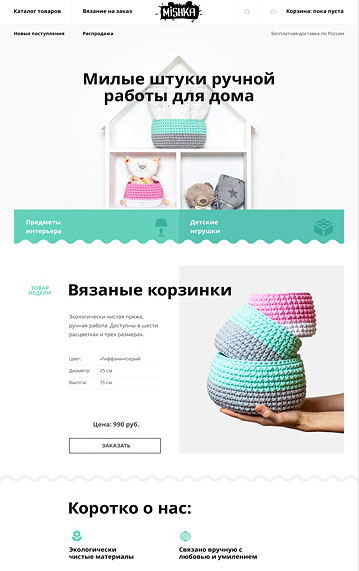 Каталог товаров
Вязание на заказ
MiSHKA
Корзина: пока пуста
Новые поступления
Распродажа
Бесплатная доставка по России
Милые штуки ручной
работы для дома
Предметы
интерьера
Детские
игрушки
ТОВАР
НЕДЕЛИ
Вязаные корзинки
Экологически чистая пряжа,
ручная работа. Доступны в шести
расцветках и трех размерах.
Цвет: «Тиффани»/серый
Диаметр: 25 см
Высота: 15 см
Цена: 990 руб.
ЗАКАЗАТЬ
Коротко о нас:
Экологически
чистые материалы
Связано вручную с
любовью и умилением